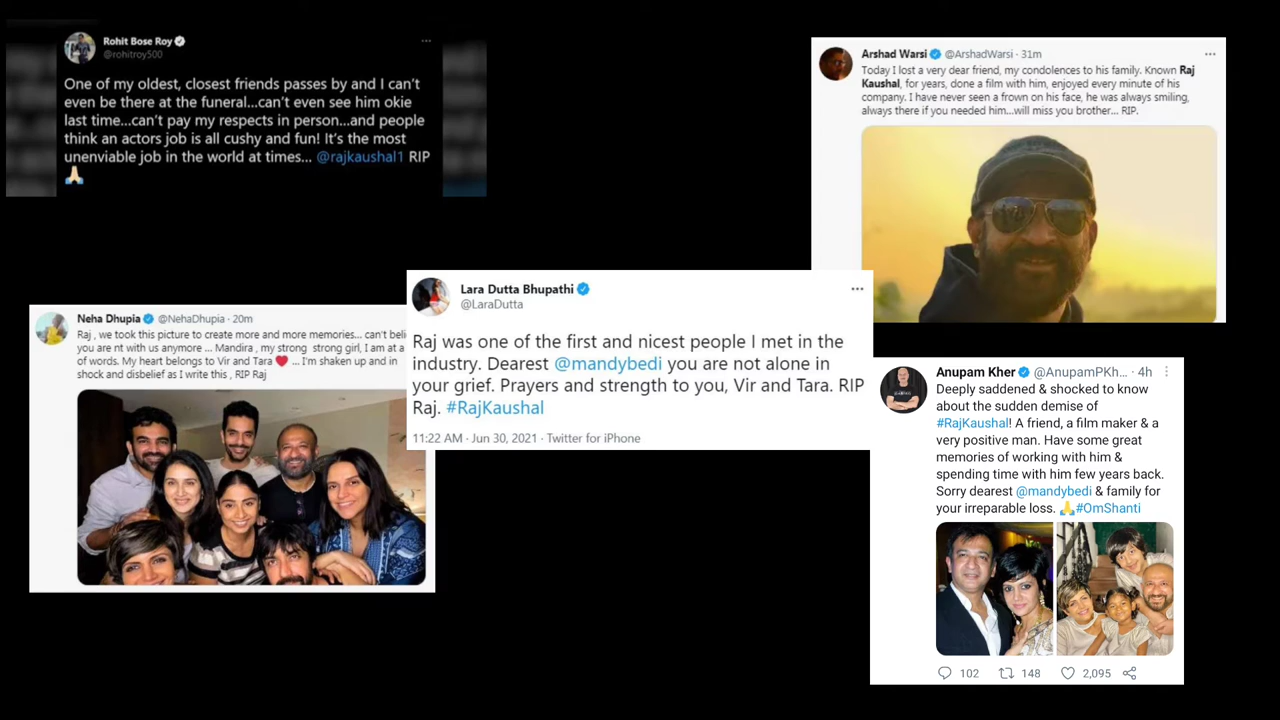 Rohit Bose Roy
@rohitroy500
One of my oldest, closest friends passes by and I can't
even be there at the funeral...can't even see him okie
last time...can't pay my respects in person...and people
think an actors job is all cushy and fun! It's the most
unenviable job in the world at times... @rajkaushal1 RIP
🙏🏻
Arshad Warsi @ArshadWarsi · 31m
Today I lost a very dear friend, my condolences to his family. Known Raj
Kaushal, for years, done a film with him, enjoyed every minute of his
company. I have never seen a frown on his face, he was always smiling,
always there if you needed him...will miss you brother... RIP.
Neha Dhupia @NehaDhupia · 20m
Raj , we took this picture to create more and more memories... can't beli
you are nt with us anymore ... Mandira , my strong strong girl, I am at a
of words. My heart belongs to Vir and Tara ❤️ ... I'm shaken up and in
shock and disbelief as I write this , RIP Raj
Lara Dutta Bhupathi
@LaraDutta
Raj was one of the first and nicest people I met in the
industry. Dearest @mandybedi you are not alone in
your grief. Prayers and strength to you, Vir and Tara. RIP
Raj. #RajKaushal
11:22 AM · Jun 30, 2021 · Twitter for iPhone
Anupam Kher @AnupamPKh... · 4h
Deeply saddened & shocked to know
about the sudden demise of
#RajKaushal! A friend, a film maker & a
very positive man. Have some great
memories of working with him &
spending time with him few years back.
Sorry dearest @mandybedi & family for
your irreparable loss. 🙏#OmShanti
102 148 2,095